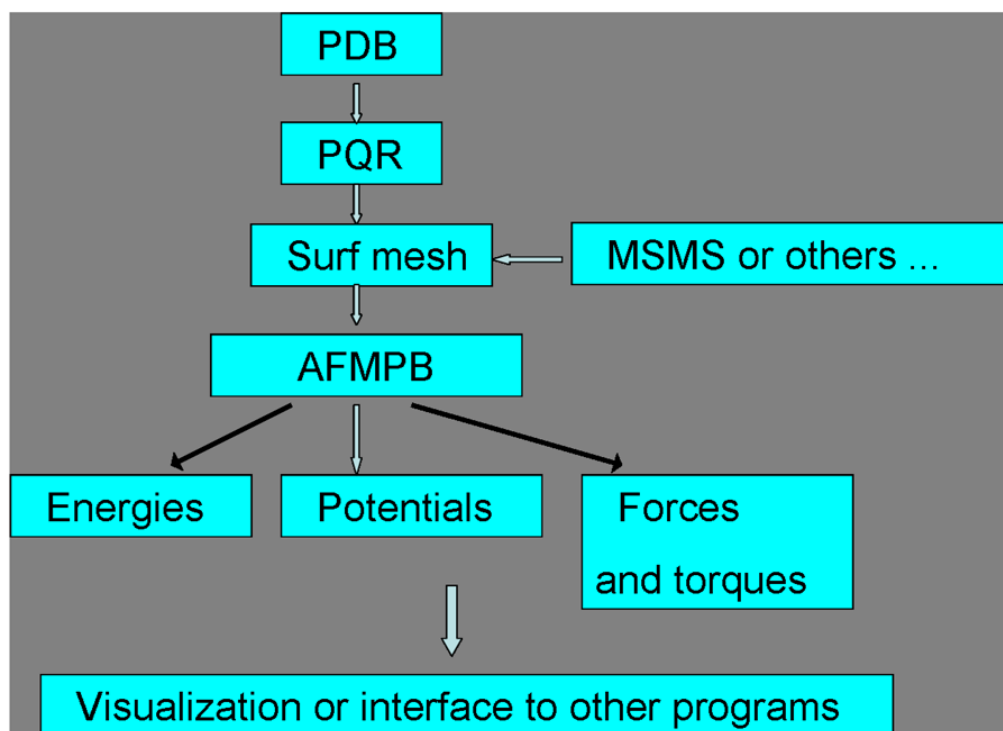 PDB
PQR
Surf mesh
MSMS or others ...
AFMPB
Energies
Potentials
Forces
and torques
Visualization or interface to other programs